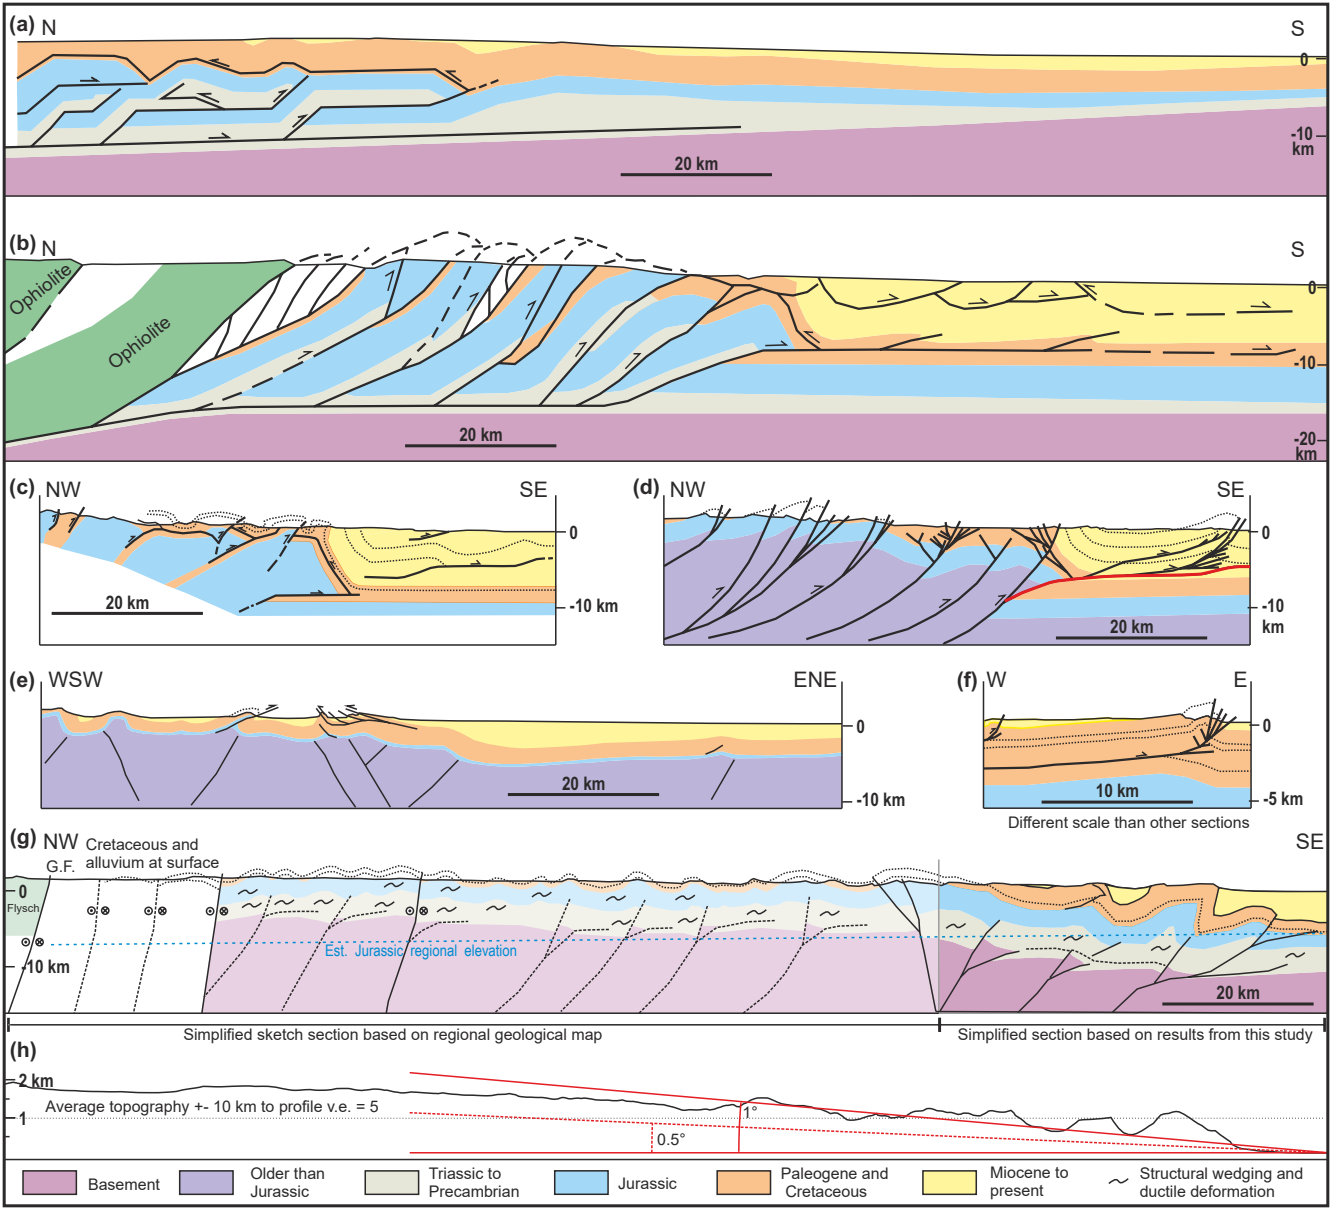 (a) N
S
0
-10
km
20 km
(b) N
S
Ophiolite
Ophiolite
0
-10
-20
km
20 km
(c) NW
SE
0
-10 km
20 km
(d) NW
SE
0
-10
km
20 km
(e) WSW
ENE
0
-10 km
20 km
(f) W
E
0
-5 km
10 km
Different scale than other sections
(g) NW
SE
Cretaceous and
alluvium at surface
G.F.
0
Flysch
-10 km
Est. Jurassic regional elevation
20 km
Simplified sketch section based on regional geological map
Simplified section based on results from this study
(h)
2 km
Average topography +- 10 km to profile v.e. = 5
1
1°
0.5°
Basement
Older than
Jurassic
Triassic to
Precambrian
Jurassic
Paleogene and
Cretaceous
Miocene to
present
Structural wedging and
ductile deformation